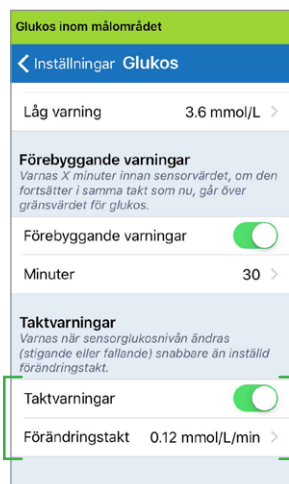 Glukos inom målområdet
Inställningar Glukos
Låg varning 3.6 mmol/L
Förebyggande varningar
Varnas X minuter innan sensorvärdet, om den
fortsätter i samma takt som nu, går över
gränsvärdet för glukos.
Förebyggande varningar
Minuter 30
Taktvarningar
Varnas när sensorglukosnivån ändras
(stigande eller fallande) snabbare än inställd
förändringstakt.
Taktvarningar
Förändringstakt 0.12 mmol/L/min